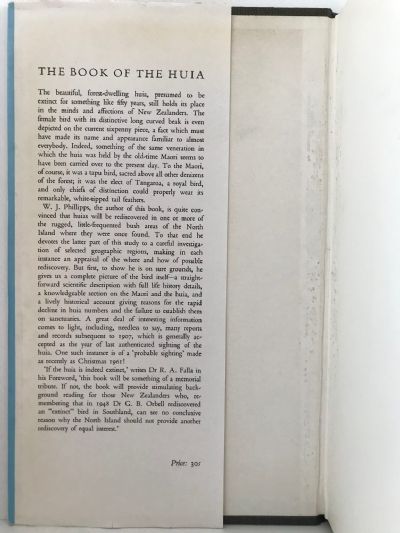 THE BOOK OF THE HUIA
The beautiful, forest-dwelling huia, presumed to be
extinct for something like fifty years, still holds its place
in the minds and affections of New Zealanders. The
female bird with its distinctive long curved beak is even
depicted on the current sixpenny piece, a fact which must
have made its name and appearance familiar to almost
everybody. Indeed, something of the same veneration in
which the huia was held by the old-time Maori seems to
have been carried over to the present day. To the Maori,
of course, it was a tapu bird, sacred above all other denizens
of the forest; it was the elect of Tangaroa, a royal bird,
and only chiefs of distinction could properly wear its
remarkable, white-tipped tail feathers.
W. J. Phillipps, the author of this book, is quite con-
vinced that huias will be rediscovered in one or more of
the rugged, little-frequented bush areas of the North
Island where they were once found. To that end he
devotes the latter part of this study to a careful investiga-
tion of selected geographic regions, making in each
instance an appraisal of the where and how of possible
rediscovery. But first, to show he is on sure grounds, he
gives us a complete picture of the bird itself—a straight-
forward scientific description with full life history details,
a knowledgeable section on the Maori and the huia, and
a lively historical account giving reasons for the rapid
decline in huia numbers and the failure to establish them
on sanctuaries. A great deal of interesting information
comes to light, including, needless to say, many reports
and records subsequent to 1907, which is generally ac-
cepted as the year of last authenticated sighting of the
huia. One such instance is of a 'probable sighting' made
as recently as Christmas 1961!
'If the huia is indeed extinct,' writes Dr R. A. Falla in
his Foreword, 'this book will be something of a memorial
tribute. If not, the book will provide stimulating back-
ground reading for those New Zealanders who, re-
membering that in 1948 Dr G. B. Orbell rediscovered
an "extinct" bird in Southland, can see no conclusive
reason why the North Island should not provide another
rediscovery of equal interest.'
Price: 30s